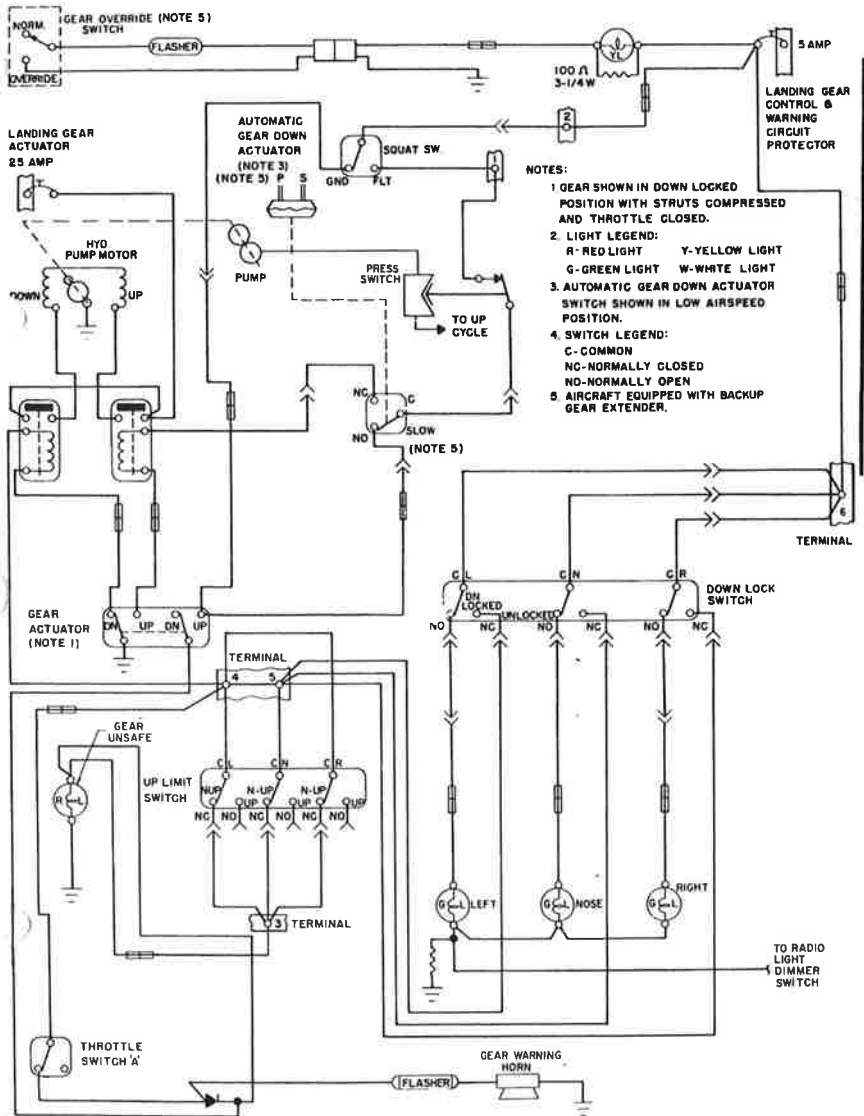 NORM.
GEAR OVERRIDE (NOTE 5)
SWITCH
OVERRIDE
FLASHER
YL
100 Ω
3-1/4W
5 AMP
LANDING GEAR
CONTROL &
WARNING
CIRCUIT
PROTECTOR
LANDING GEAR
ACTUATOR
25 AMP
AUTOMATIC
GEAR DOWN
ACTUATOR
(NOTE 3)
(NOTE 5) P S
SQUAT SW.
GND FLT
2
1
NOTES:
1 GEAR SHOWN IN DOWN LOCKED
POSITION WITH STRUTS COMPRESSED
AND THROTTLE CLOSED.
2. LIGHT LEGEND:
R-RED LIGHT Y-YELLOW LIGHT
G-GREEN LIGHT W-WHITE LIGHT
3. AUTOMATIC GEAR DOWN ACTUATOR
SWITCH SHOWN IN LOW AIRSPEED
POSITION.
4. SWITCH LEGEND:
C-COMMON
NC-NORMALLY CLOSED
NO-NORMALLY OPEN
5. AIRCRAFT EQUIPPED WITH BACKUP
GEAR EXTENDER.
HYD
PUMP MOTOR
DOWN UP
PUMP
PRESS
SWITCH
TO UP
CYCLE
NC C
NO SLOW
(NOTE 5)
6
TERMINAL
C L C N C R
DOWN LOCK
SWITCH
DN
LOCKED
UNLOCKED
NO NC NO NC NO NC
GEAR
ACTUATOR
(NOTE 1)
DN UP DN UP
TERMINAL
4 5
GEAR
UNSAFE
R L
UP LIMIT
SWITCH
C L C N C R
NUP N-UP N-UP
UP UP UP
NC NO NC NO NC NO
3 TERMINAL
G L LEFT
G L NOSE
G L RIGHT
TO RADIO
LIGHT
DIMMER
SWITCH
THROTTLE
SWITCH 'A'
FLASHER
GEAR WARNING
HORN